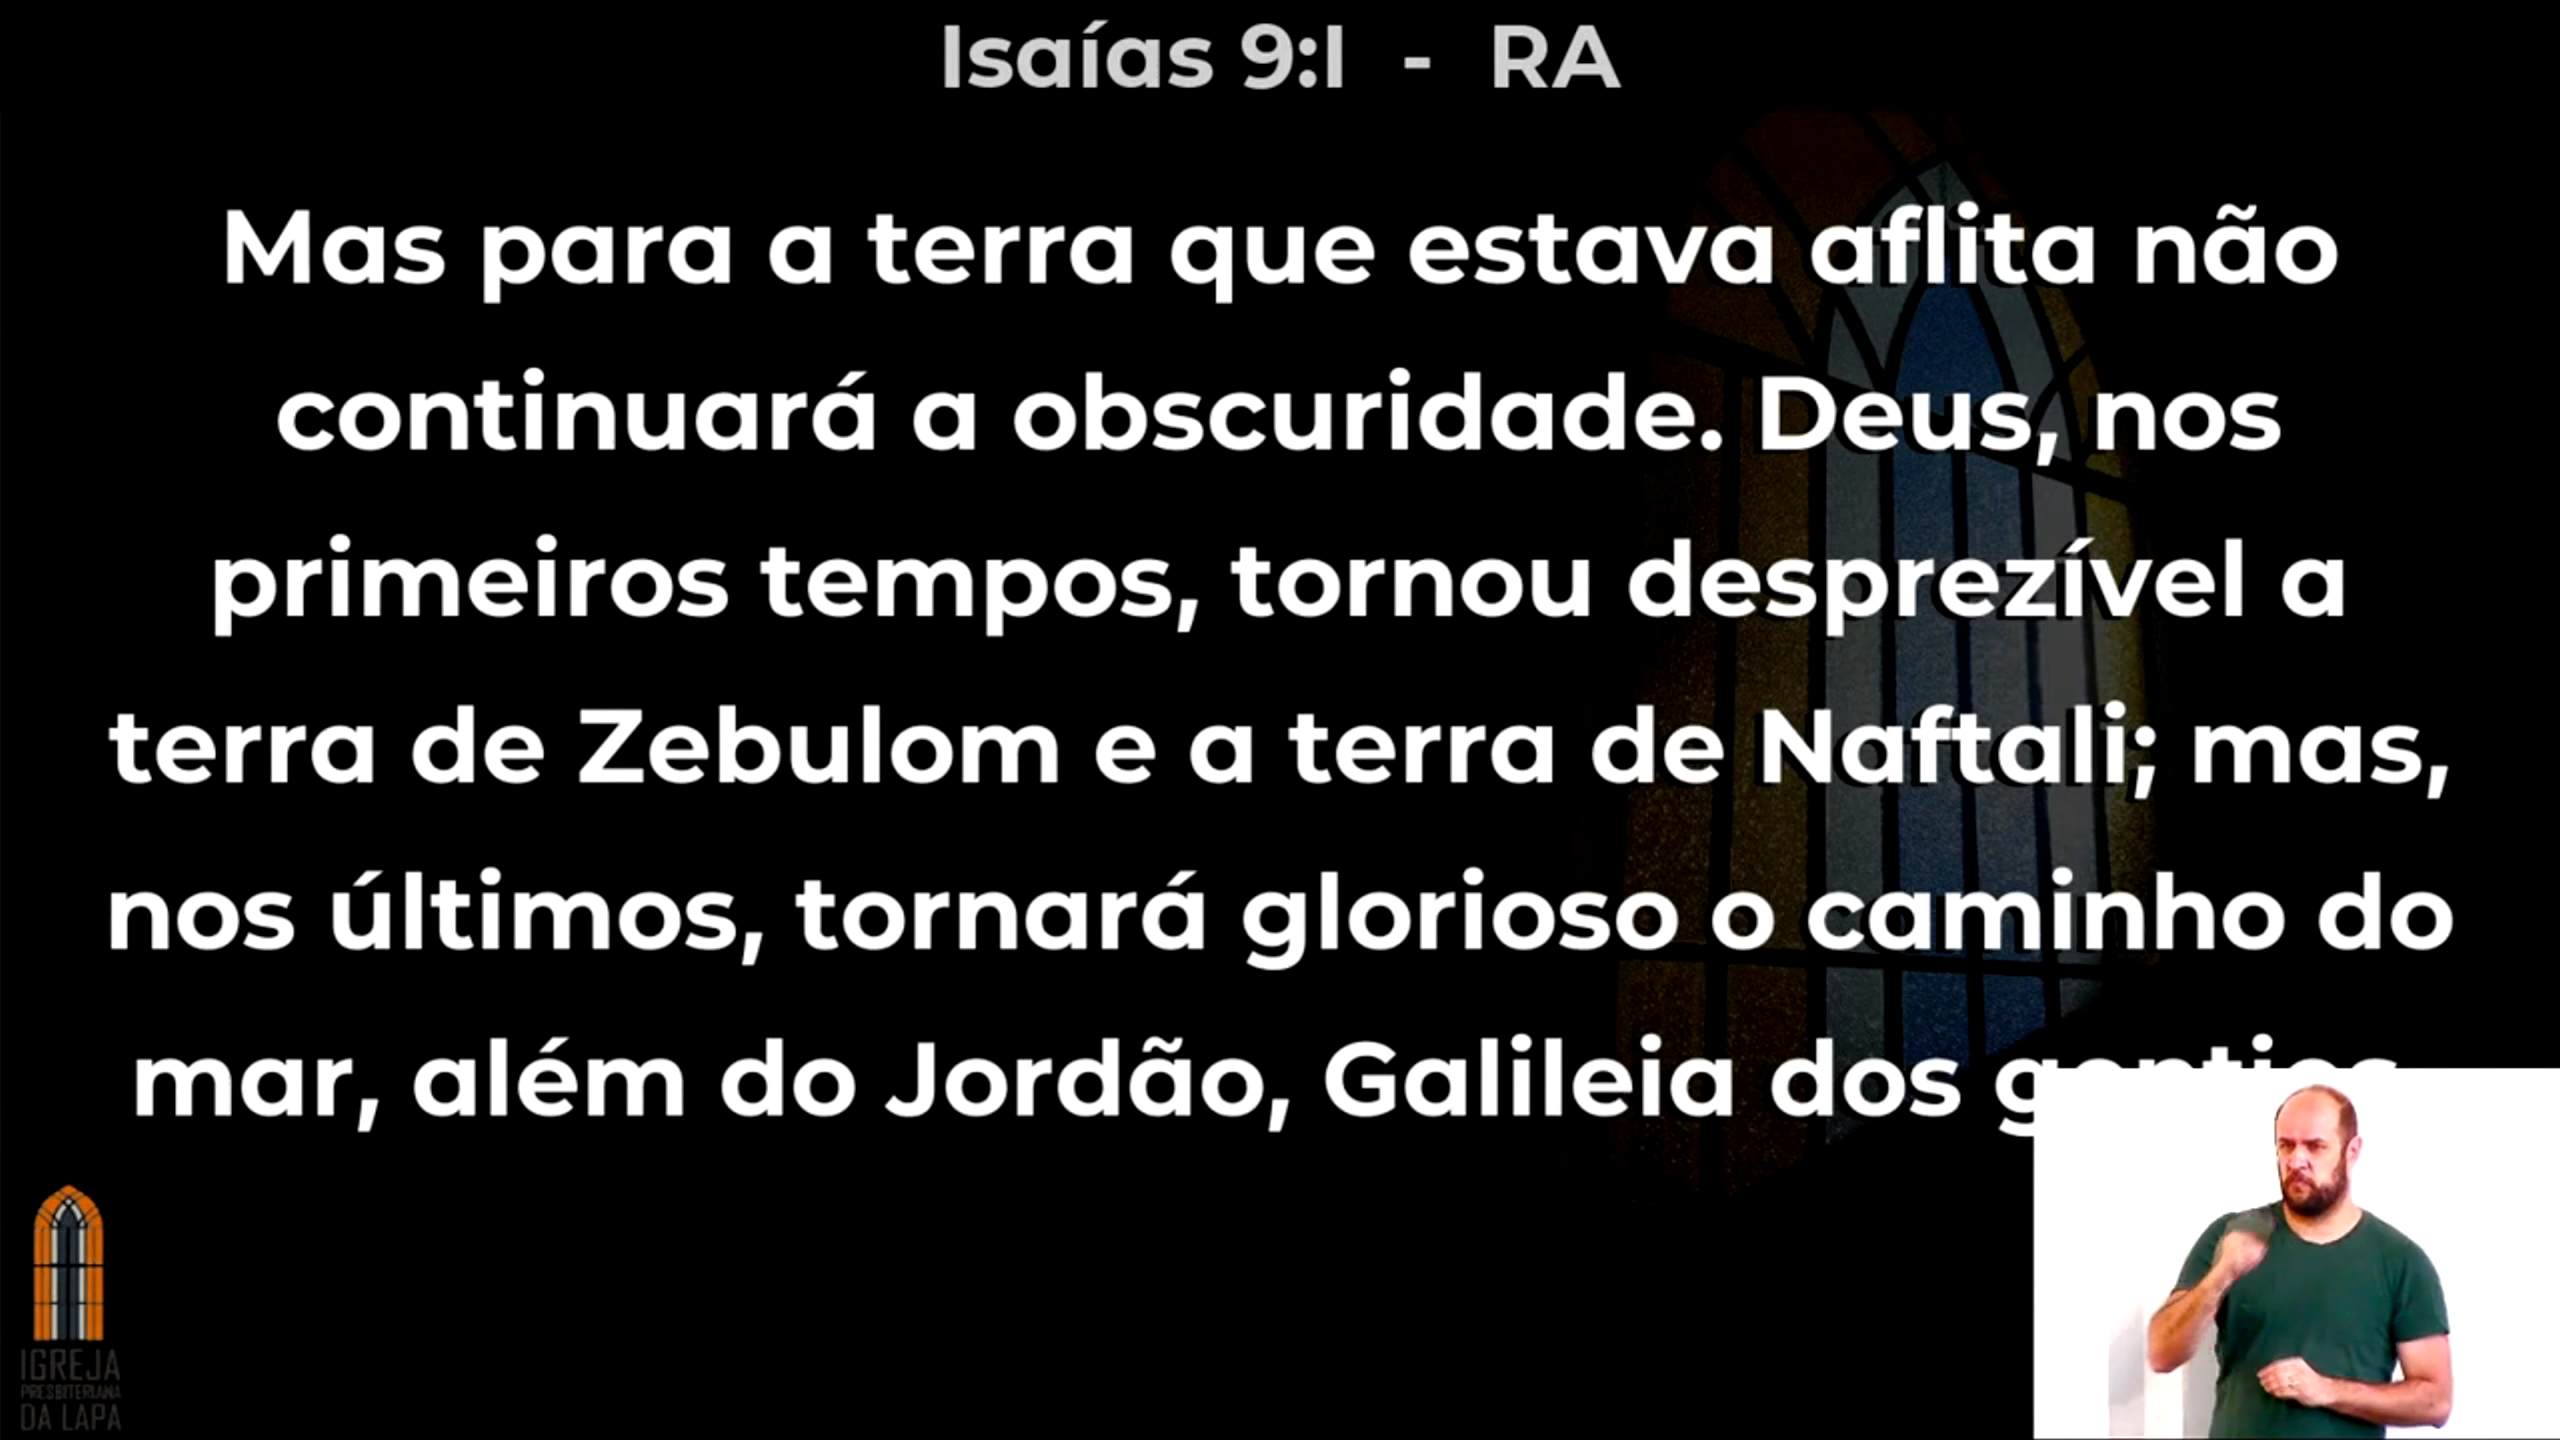 Isaías 9:1 - RA
Mas para a terra que estava aflita não
continuará a obscuridade. Deus, nos
primeiros tempos, tornou desprezível a
terra de Zebulom e a terra de Naftali; mas,
nos últimos, tornará glorioso o caminho do
mar, além do Jordão, Galileia dos
IGREJA
PRESBITERIANA
DA LAPA